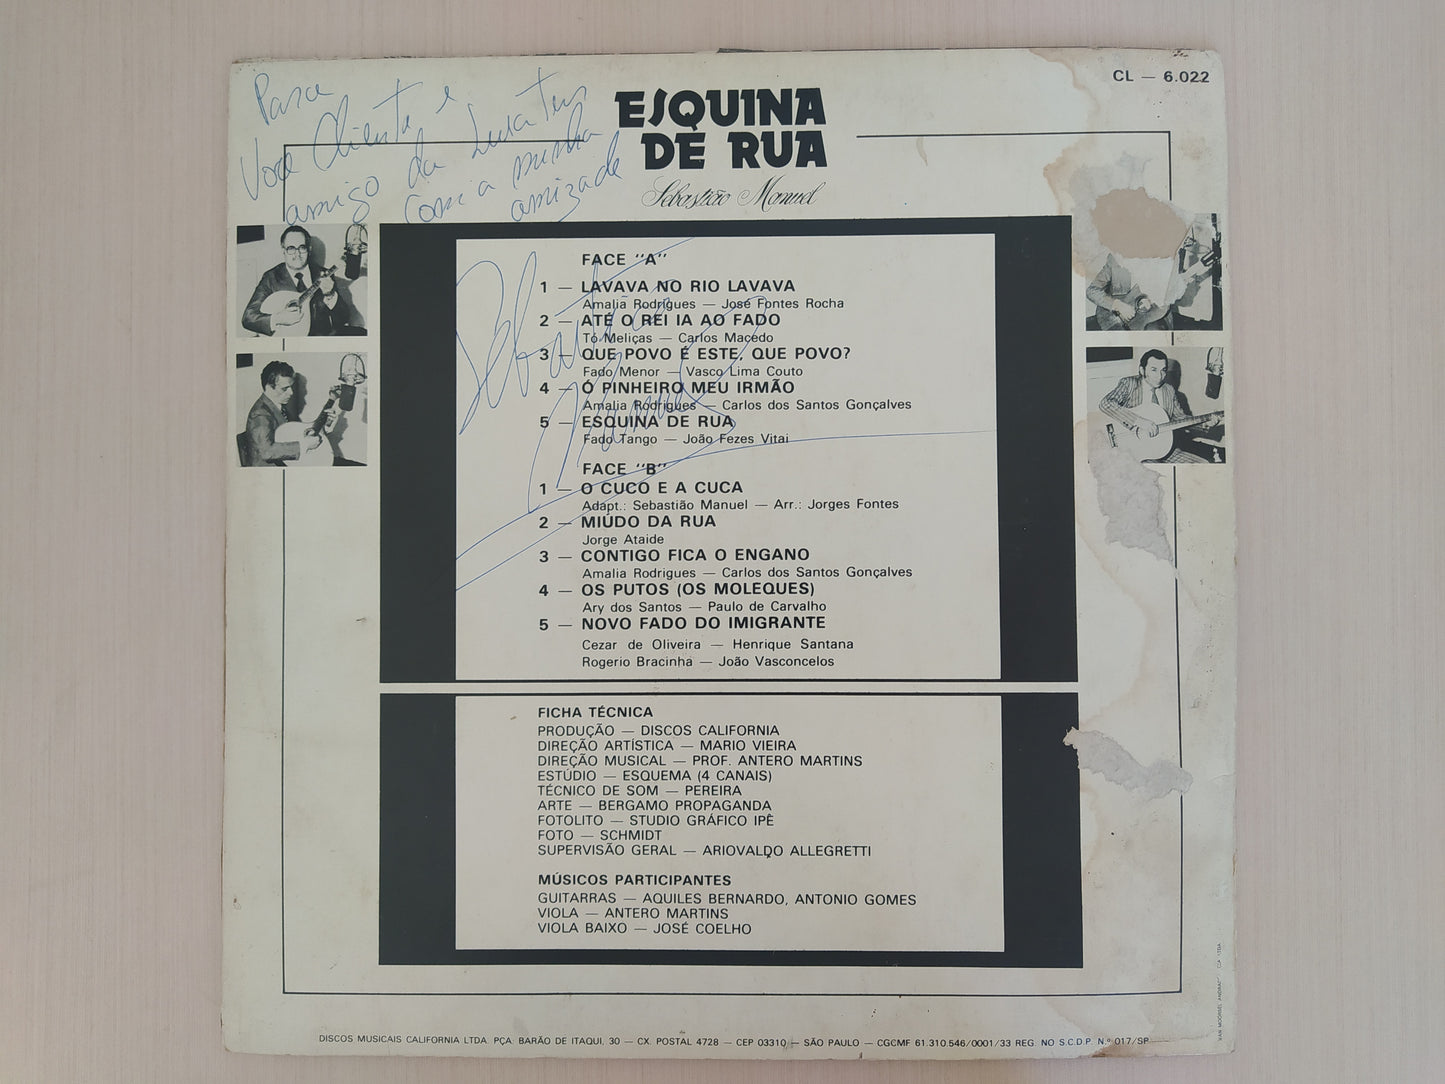 CL — 6.022
Para
Você Cliente e
amigo da
com a minha
amizade
ESQUINA
DE RUA
Sebastião Manuel
Sebastião
Manuel
FACE "A"
1 — LAVAVA NO RIO LAVAVA
Amalia Rodrigues — José Fontes Rocha
2 — ATÉ O REI IA AO FADO
Tó Meliças — Carlos Macedo
3 — QUE POVO É ESTE, QUE POVO?
Fado Menor — Vasco Lima Couto
4 — Ó PINHEIRO MEU IRMÃO
Amalia Rodrigues — Carlos dos Santos Gonçalves
5 — ESQUINA DE RUA
Fado Tango — João Fezes Vitai
FACE "B"
1 — O CUCO E A CUCA
Adapt.: Sebastião Manuel — Arr.: Jorges Fontes
2 — MIÚDO DA RUA
Jorge Ataide
3 — CONTIGO FICA O ENGANO
Amalia Rodrigues — Carlos dos Santos Gonçalves
4 — OS PUTOS (OS MOLEQUES)
Ary dos Santos — Paulo de Carvalho
5 — NOVO FADO DO IMIGRANTE
Cezar de Oliveira — Henrique Santana
Rogerio Bracinha — João Vasconcelos
FICHA TÉCNICA
PRODUÇÃO — DISCOS CALIFORNIA
DIREÇÃO ARTÍSTICA — MARIO VIEIRA
DIREÇÃO MUSICAL — PROF. ANTERO MARTINS
ESTÚDIO — ESQUEMA (4 CANAIS)
TÉCNICO DE SOM — PEREIRA
ARTE — BERGAMO PROPAGANDA
FOTOLITO — STUDIO GRÁFICO IPÊ
FOTO — SCHMIDT
SUPERVISÃO GERAL — ARIOVALDO ALLEGRETTI
MÚSICOS PARTICIPANTES
GUITARRAS — AQUILES BERNARDO, ANTONIO GOMES
VIOLA — ANTERO MARTINS
VIOLA BAIXO — JOSÉ COELHO
DISCOS MUSICAIS CALIFORNIA LTDA. PÇA. BARÃO DE ITAQUI, 30 — CX. POSTAL 4728 — CEP 03310 — SÃO PAULO — CGCMF 61.310.546/0001/33 REG. NO S.C.D.P. N.º 017/SP